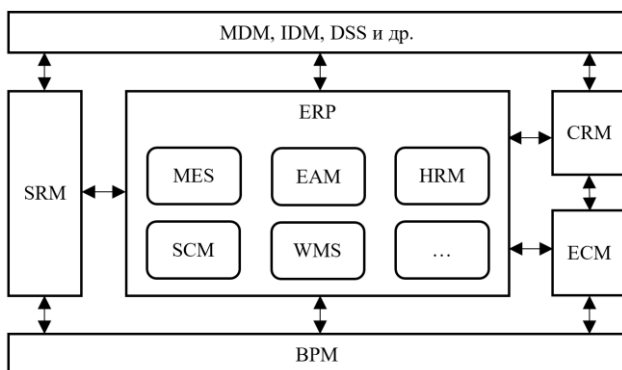 MDM, IDM, DSS и др.
ERP
CRM
MES
EAM
HRM
SRM
SCM
WMS
…
ECM
BPM